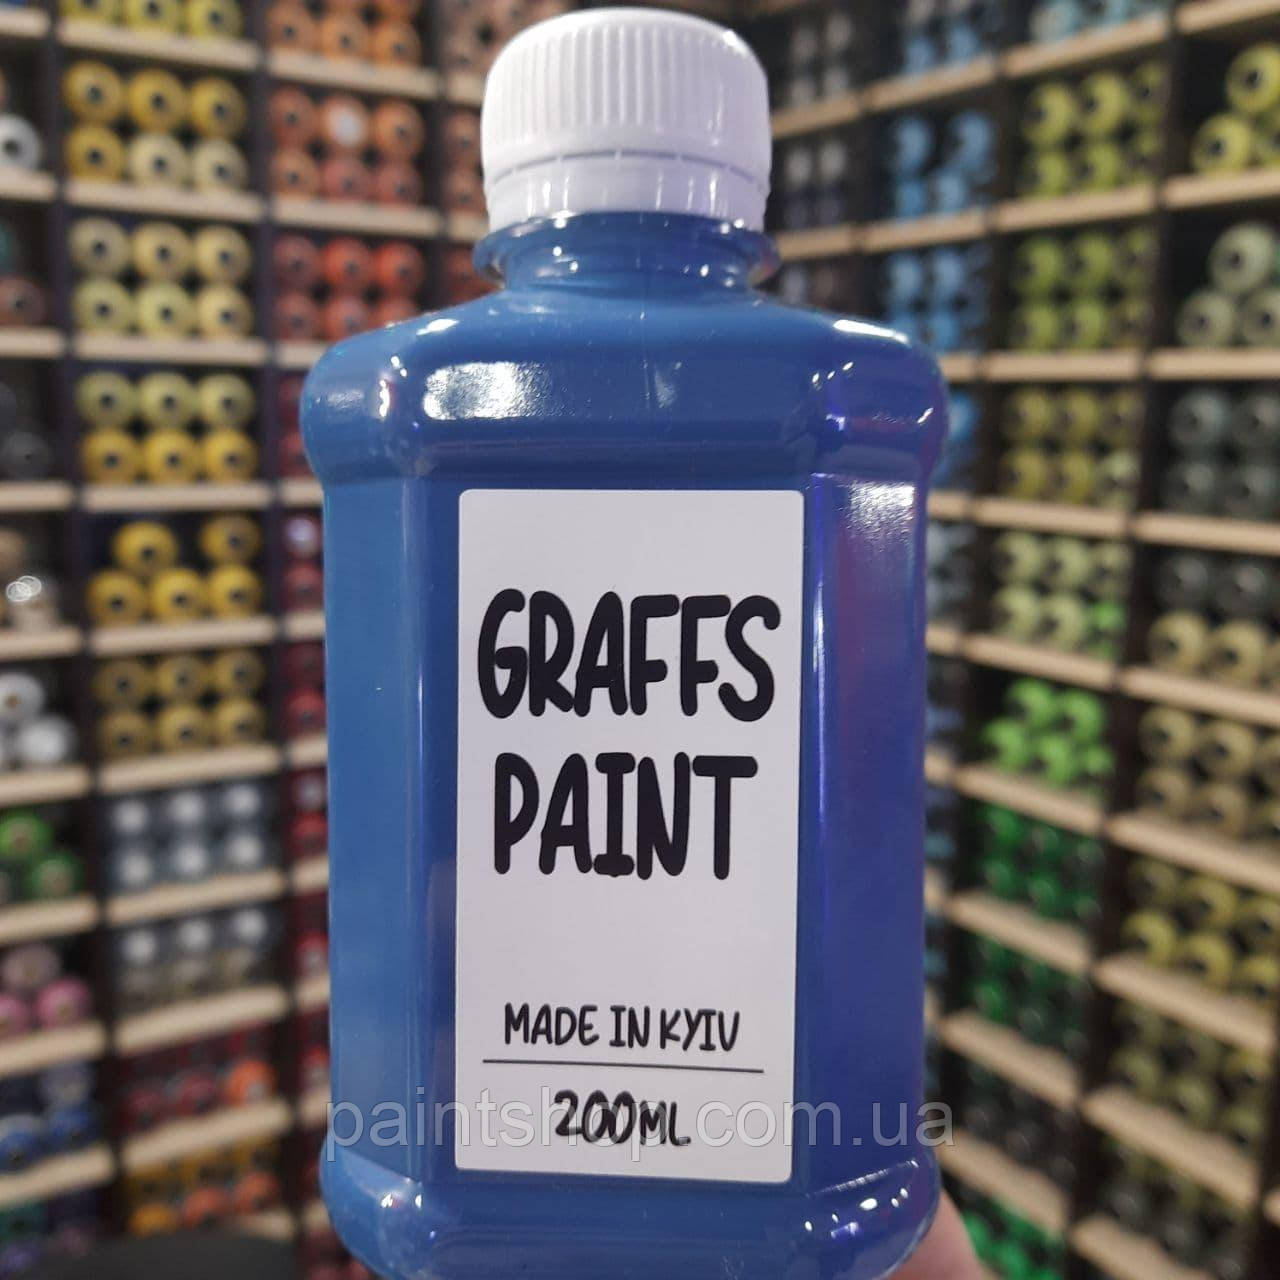 GRAFFS
PAINT
MADE IN KYIV
200ML
paintshop.com.ua